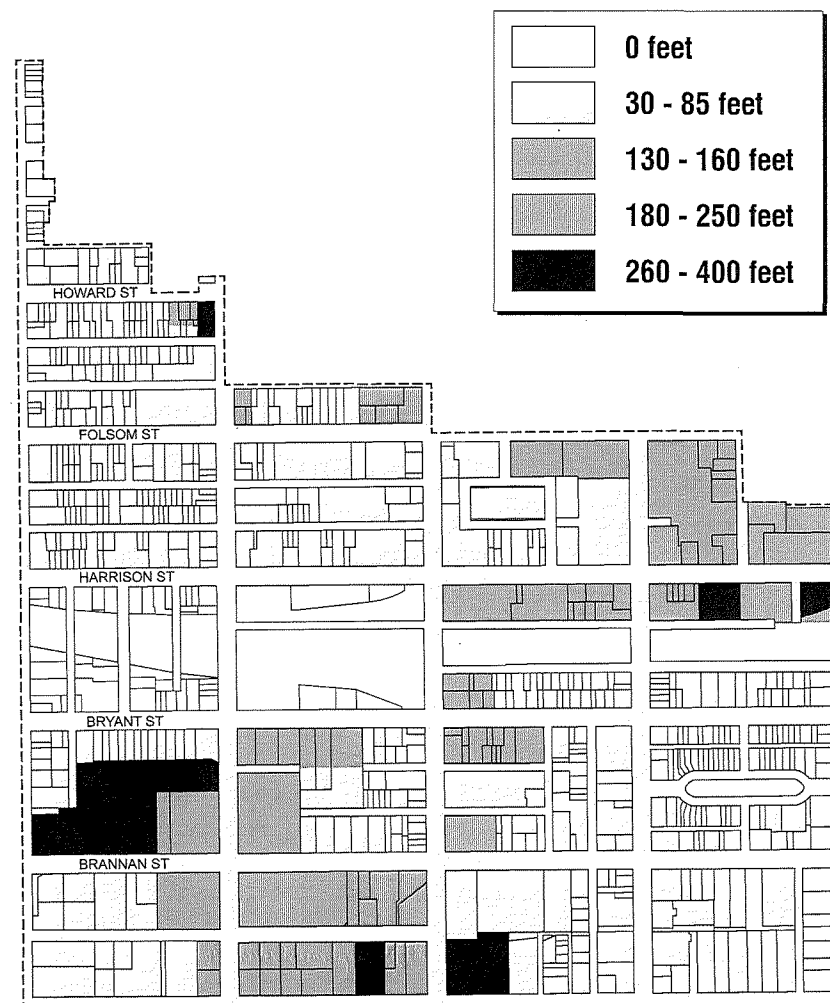 0 feet
30 - 85 feet
130 - 160 feet
180 - 250 feet
260 - 400 feet
HOWARD ST
FOLSOM ST
HARRISON ST
BRYANT ST
BRANNAN ST